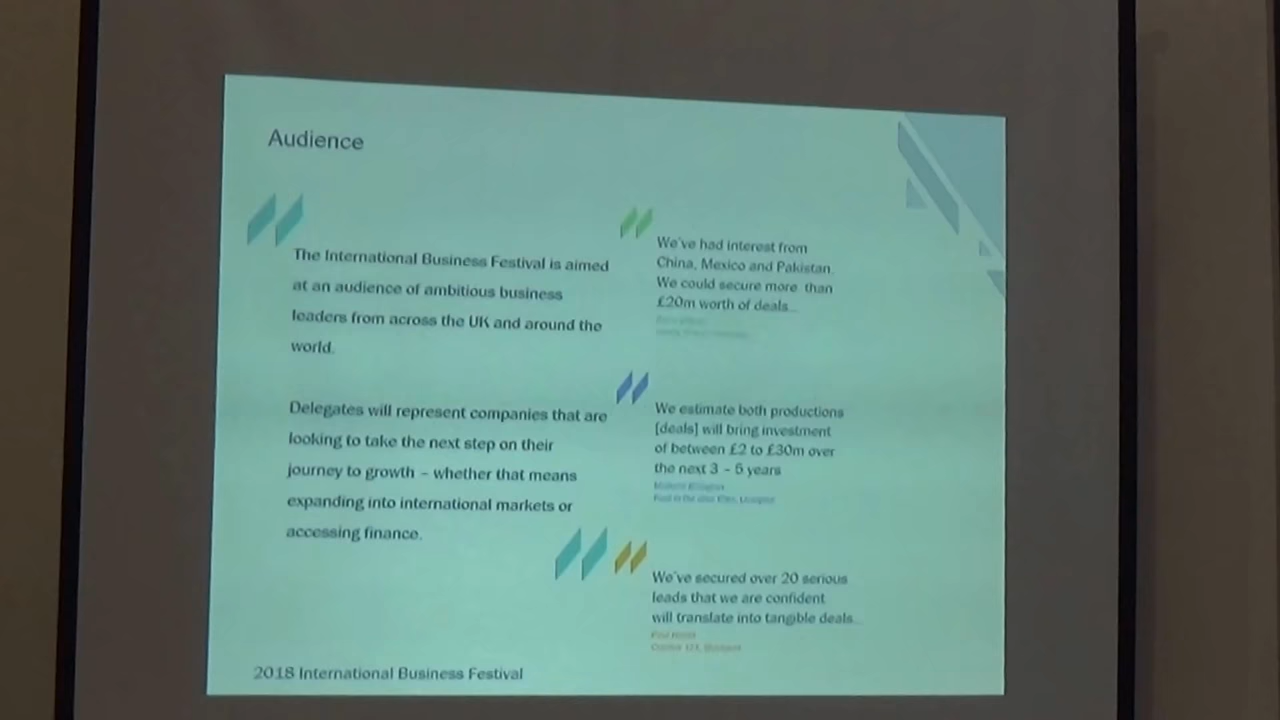 Audience
The International Business Festival is aimed
at an audience of ambitious business
leaders from across the UK and around the
world.
Delegates will represent companies that are
looking to take the next step on their
journey to growth – whether that means
expanding into international markets or
accessing finance.
We've had interest from
China, Mexico and Pakistan.
We could secure more than
£20m worth of deals...
We estimate both productions
[deals] will bring investment
of between £2 to £30m over
the next 3 – 5 years
We've secured over 20 serious
leads that we are confident
will translate into tangible deals...
2018 International Business Festival